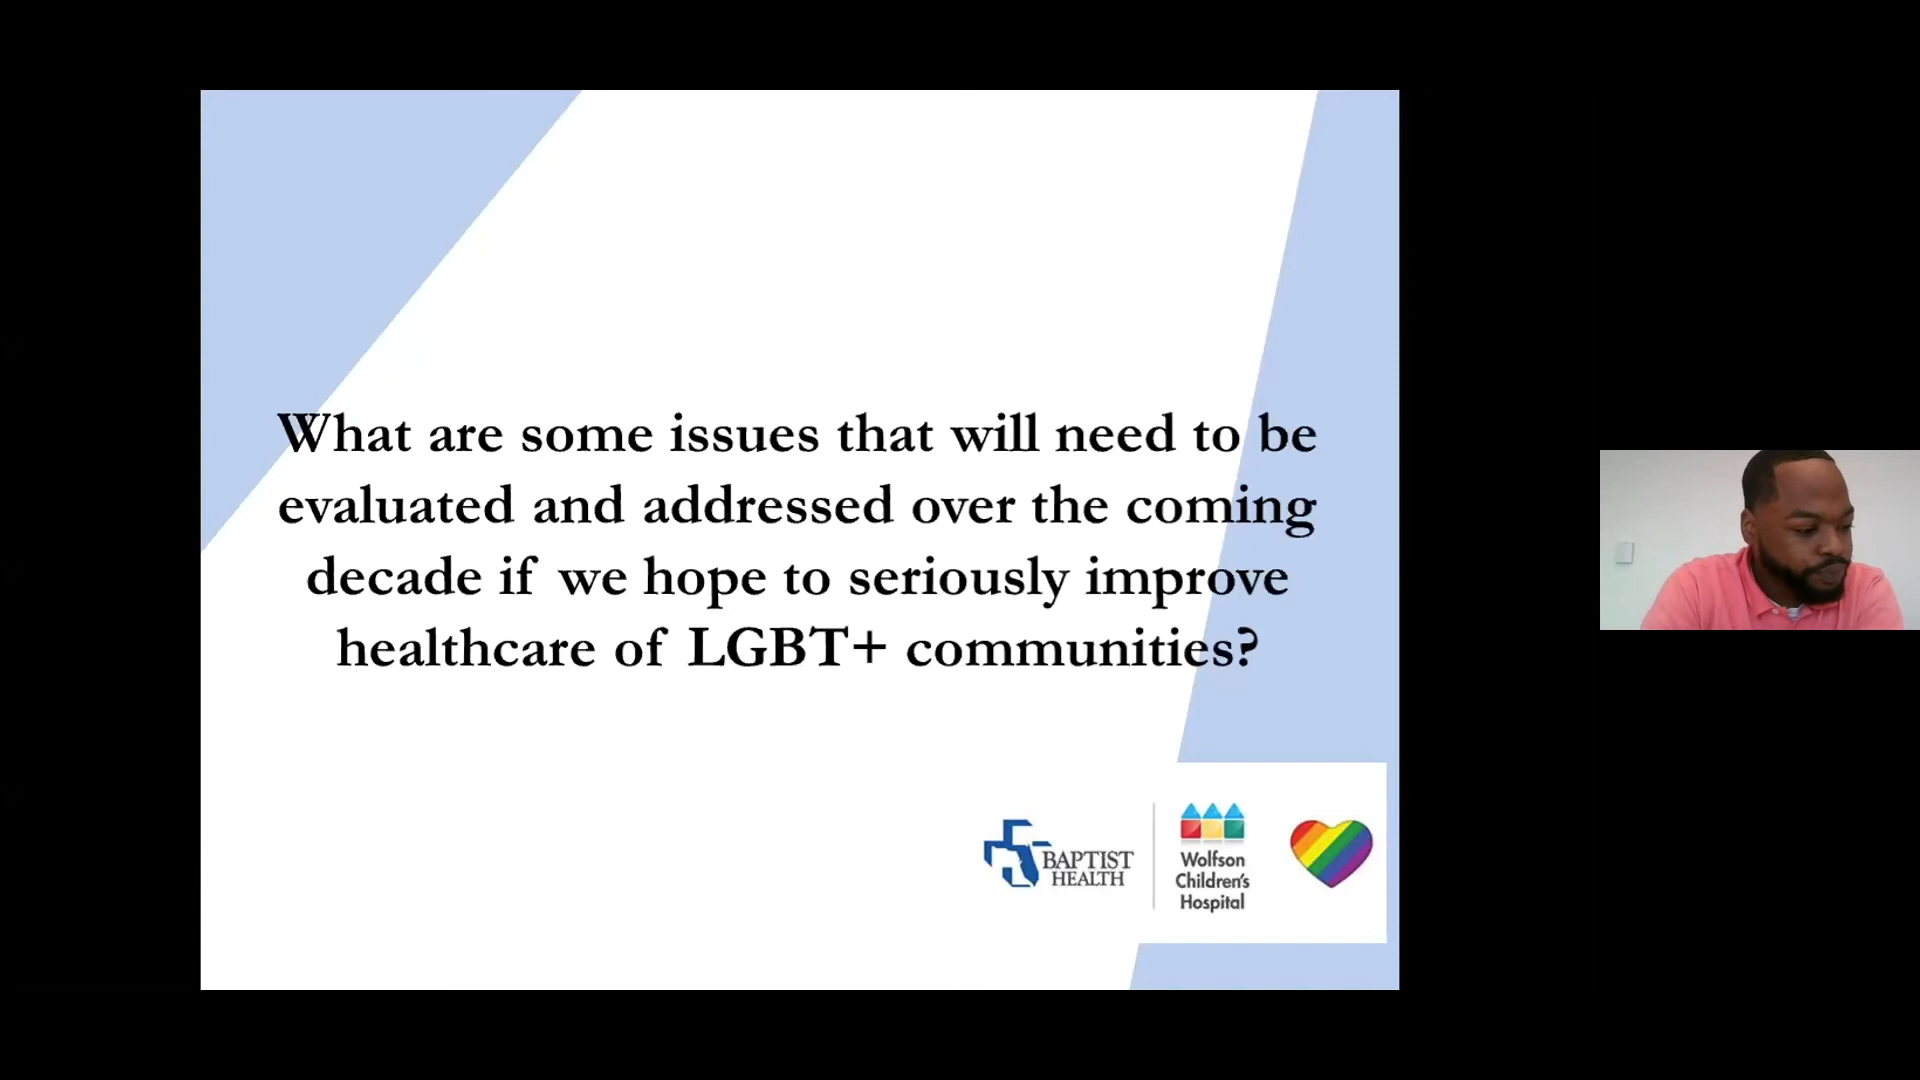 What are some issues that will need to be
evaluated and addressed over the coming
decade if we hope to seriously improve
healthcare of LGBT+ communities?
BAPTIST
HEALTH
Wolfson
Children's
Hospital